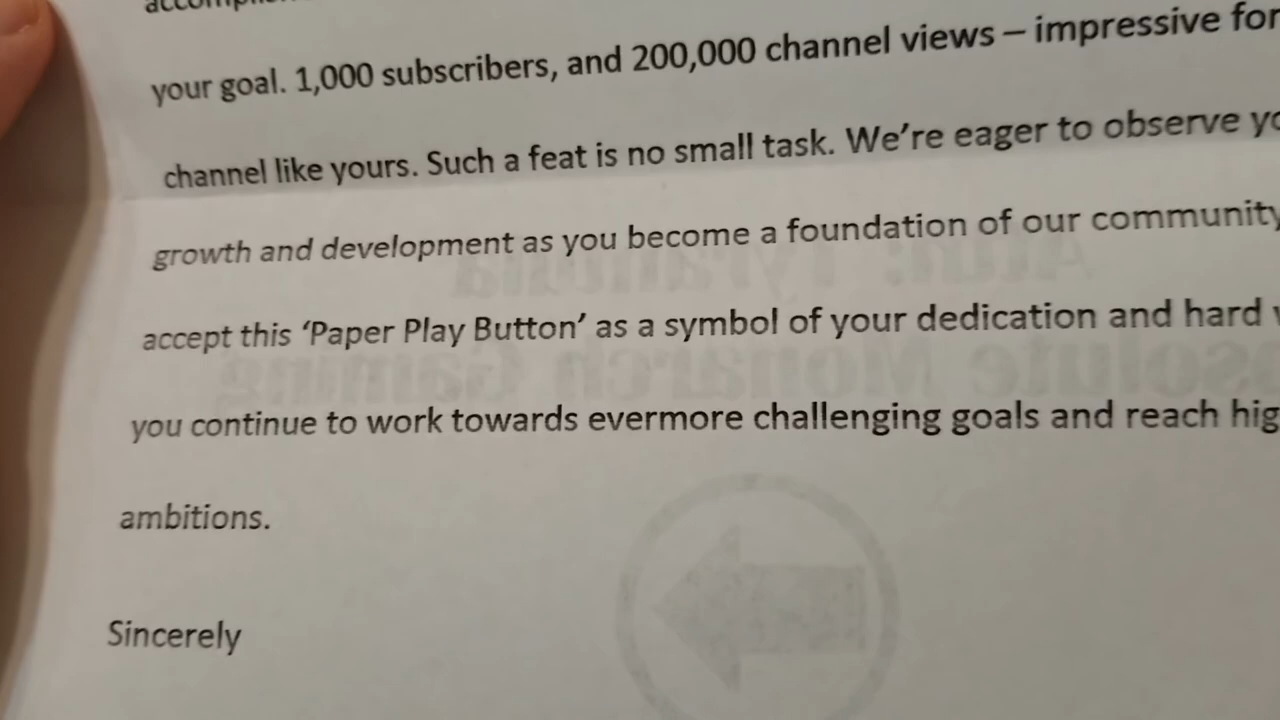 your goal. 1,000 subscribers, and 200,000 channel views – impressive for
channel like yours. Such a feat is no small task. We're eager to observe
growth and development as you become a foundation of our community
accept this ‘Paper Play Button’ as a symbol of your dedication and hard
you continue to work towards evermore challenging goals and reach
ambitions.
Sincerely